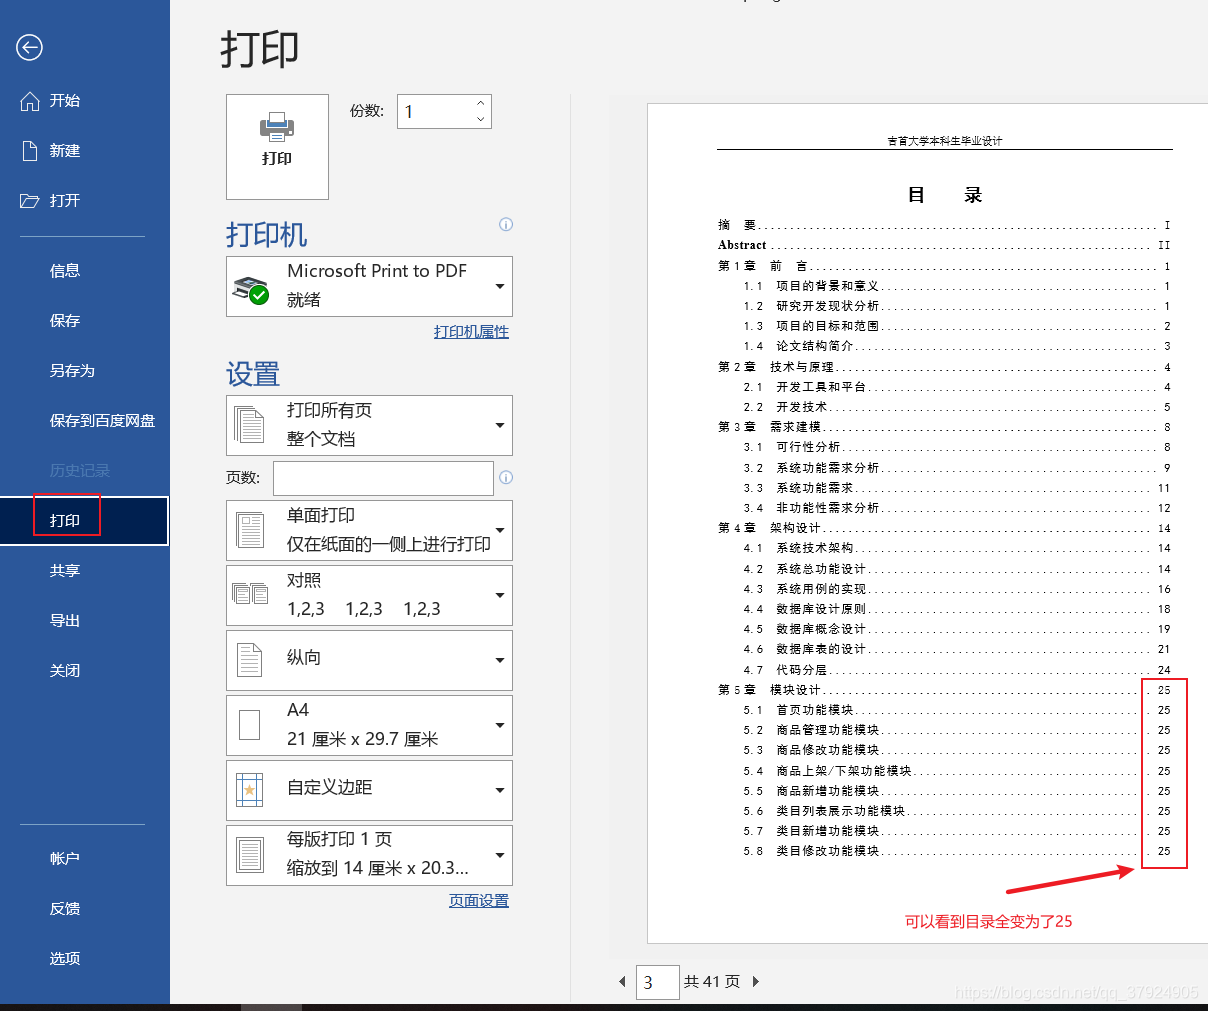 开始
新建
打开
信息
保存
另存为
保存到百度网盘
历史记录
打印
共享
导出
关闭
帐户
反馈
选项
打印
打印
份数: 1
打印机
Microsoft Print to PDF
就绪
打印机属性
设置
打印所有页
整个文档
页数:
单面打印
仅在纸面的一侧上进行打印
对照
1,2,3 1,2,3 1,2,3
纵向
A4
21 厘米 x 29.7 厘米
自定义边距
每版打印 1 页
缩放到 14 厘米 x 20.3...
页面设置
吉首大学本科生毕业设计
目 录
摘 要 I
Abstract II
第 1 章 前 言 1
1.1 项目的背景和意义 1
1.2 研究开发现状分析 1
1.3 项目的目标和范围 2
1.4 论文结构简介 3
第 2 章 技术与原理 4
2.1 开发工具和平台 4
2.2 开发技术 5
第 3 章 需求建模 8
3.1 可行性分析 8
3.2 系统功能需求分析 9
3.3 系统功能需求 11
3.4 非功能性需求分析 12
第 4 章 架构设计 14
4.1 系统技术架构 14
4.2 系统总功能设计 14
4.3 系统用例的实现 16
4.4 数据库设计原则 18
4.5 数据库概念设计 19
4.6 数据库表的设计 21
4.7 代码分层 24
第 5 章 模块设计 25
5.1 首页功能模块 25
5.2 商品管理功能模块 25
5.3 商品修改功能模块 25
5.4 商品上架/下架功能模块 25
5.5 商品新增功能模块 25
5.6 类目列表展示功能模块 25
5.7 类目新增功能模块 25
5.8 类目修改功能模块 25
可以看到目录全变为了25
3 共 41 页
https://blog.csdn.net/qq_37924905